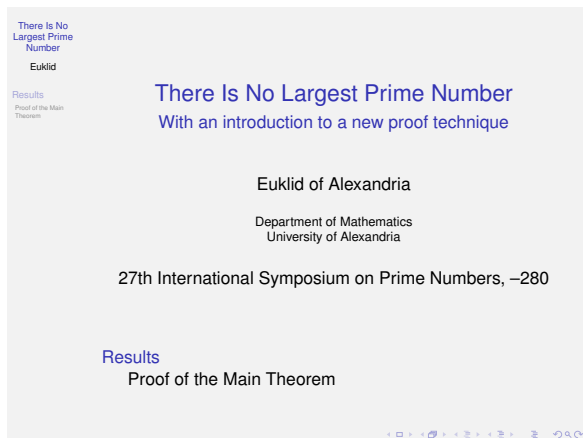 There Is No
Largest Prime
Number
Euklid
Results
Proof of the Main
Theorem
There Is No Largest Prime Number
With an introduction to a new proof technique
Euklid of Alexandria
Department of Mathematics
University of Alexandria
27th International Symposium on Prime Numbers, –280
Results
Proof of the Main Theorem